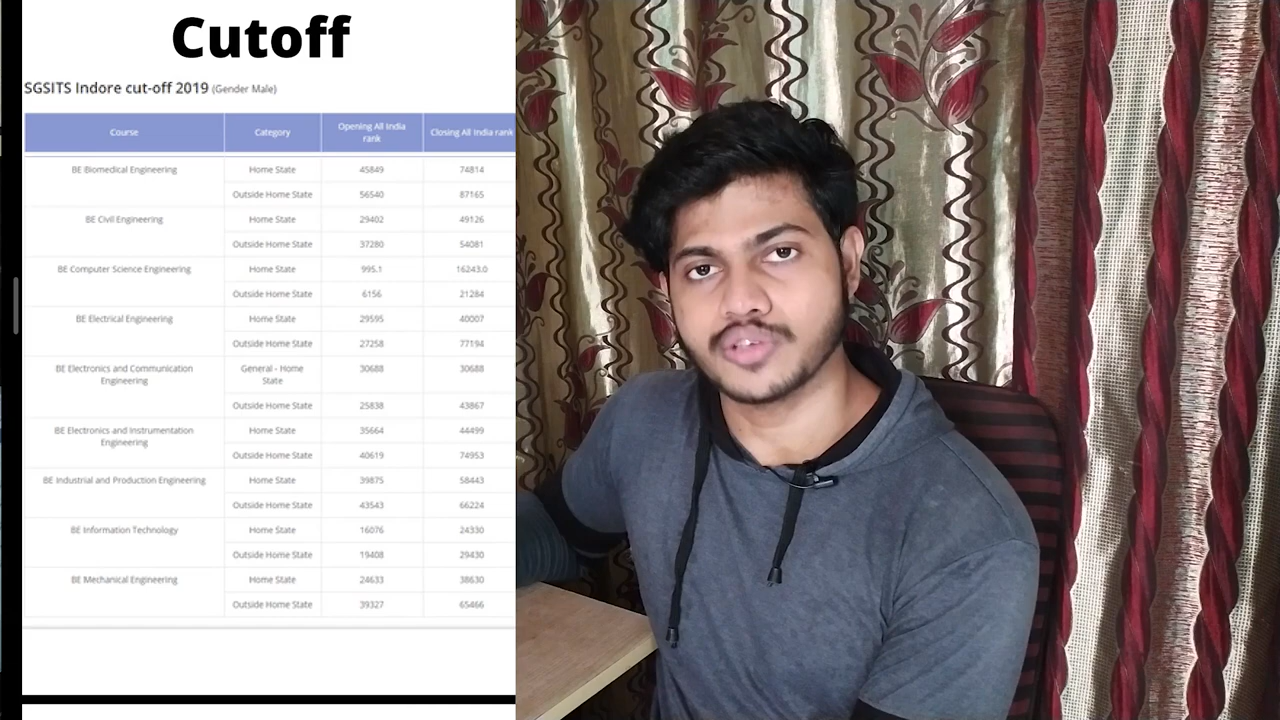 Cutoff
SGSITS Indore cut-off 2019 (Gender Male)
Course Category Opening All India rank Closing All India rank
BE Biomedical Engineering Home State 45849 74814
Outside Home State 56540 87165
BE Civil Engineering Home State 29402 49126
Outside Home State 37280 54081
BE Computer Science Engineering Home State 995.1 16243.0
Outside Home State 6156 21284
BE Electrical Engineering Home State 29595 40007
Outside Home State 27258 77194
BE Electronics and Communication Engineering General - Home State 30688 30688
Outside Home State 25838 43867
BE Electronics and Instrumentation Engineering Home State 35664 44499
Outside Home State 40619 74953
BE Industrial and Production Engineering Home State 39875 58443
Outside Home State 43543 66224
BE Information Technology Home State 16076 24330
Outside Home State 19408 29430
BE Mechanical Engineering Home State 24633 38630
Outside Home State 39327 65466